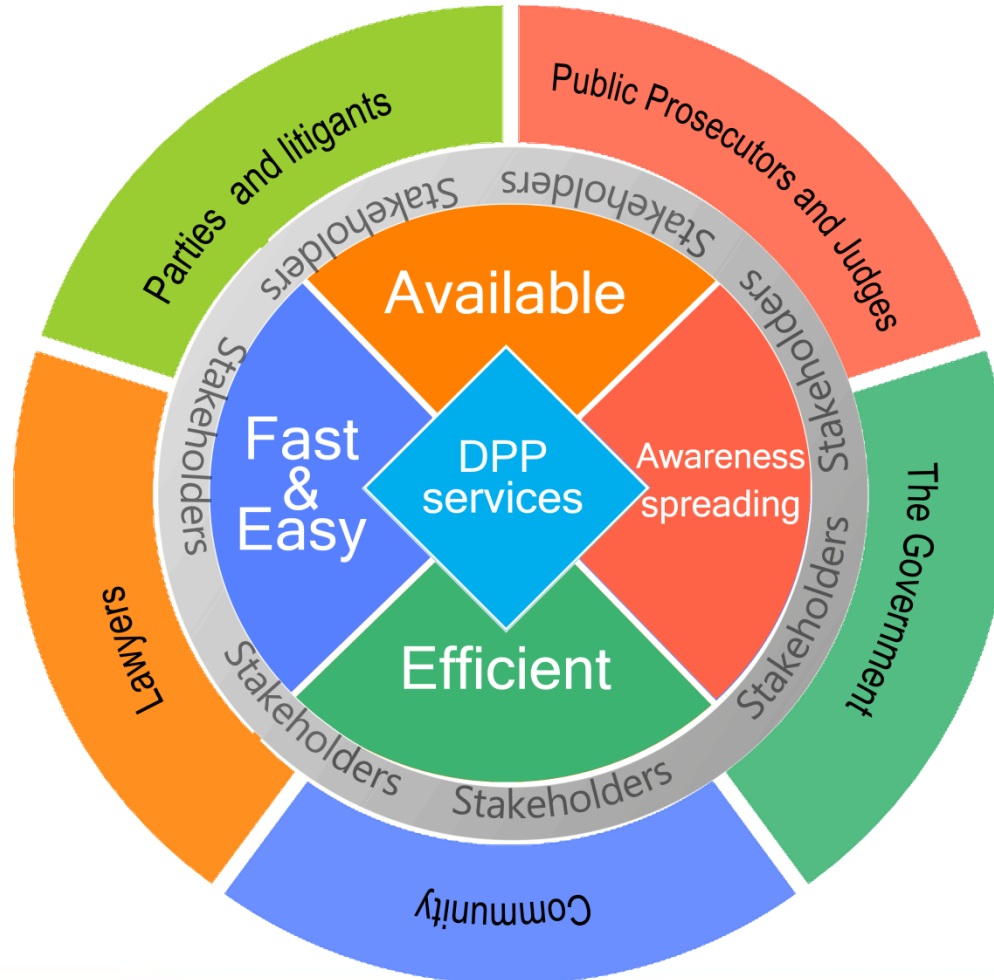 Parties and litigants
Public Prosecutors and Judges
Stakeholders
Stakeholders
Stakeholders
Stakeholders
Stakeholders
Stakeholders
Stakeholders
Stakeholders
Available
Fast
&
Easy
DPP
services
Awareness
spreading
Efficient
Lawyers
The Government
Community